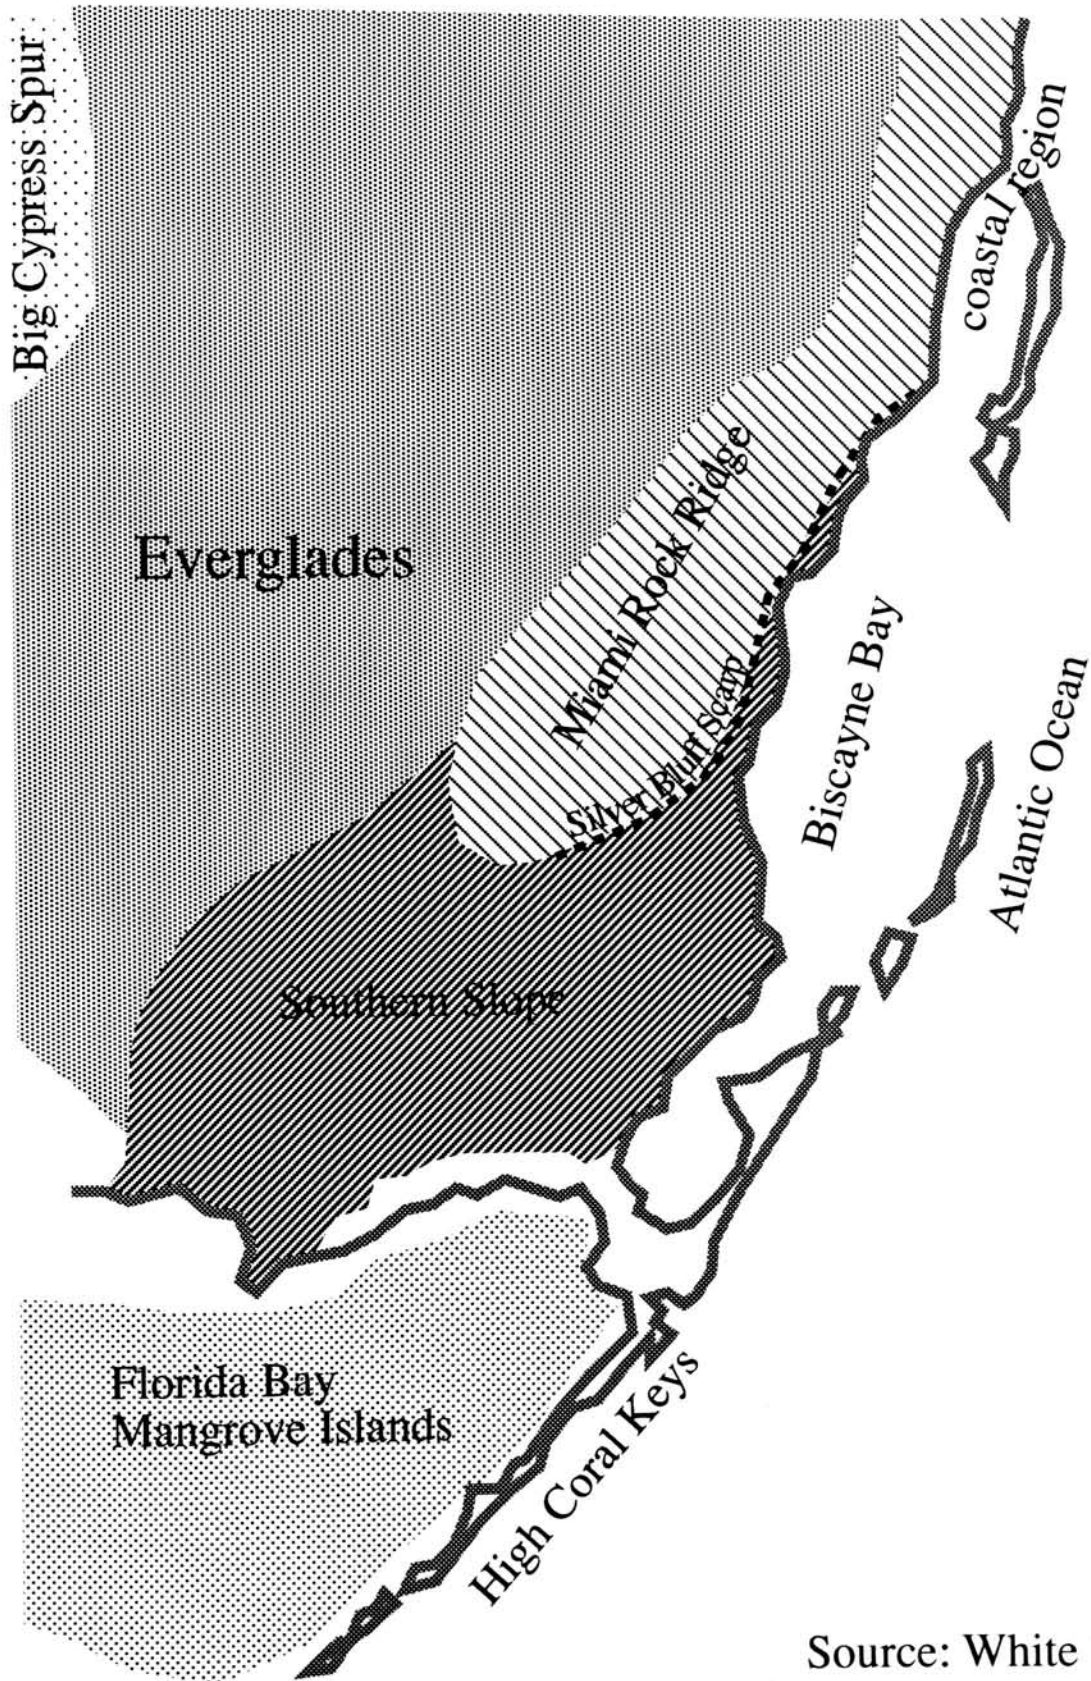 Big Cypress Spur
coastal region
Everglades
Miami Rock Ridge
Silver Bluff Scarp
Biscayne Bay
Atlantic Ocean
Southern Slope
Florida Bay
Mangrove Islands
High Coral Keys
Source: White